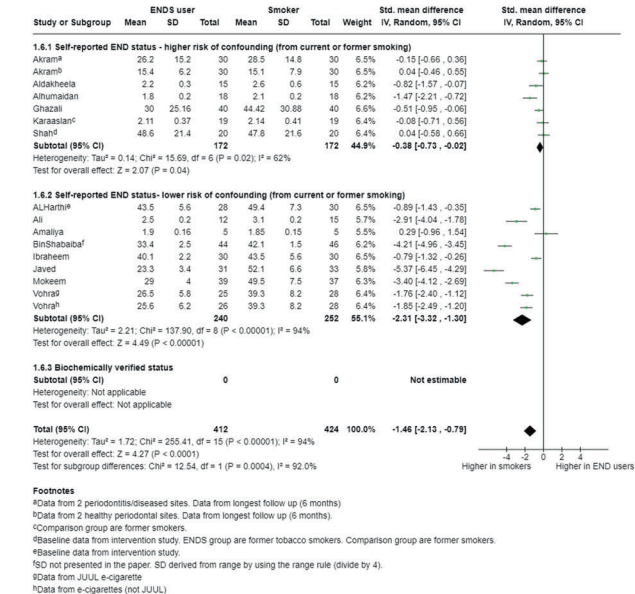 ENDS user Smoker Std. mean difference Std. mean difference
Study or Subgroup Mean SD Total Mean SD Total Weight IV, Random, 95% CI IV, Random, 95% CI
1.6.1 Self-reported END status - higher risk of confounding (from current or former smoking)
Akramᵃ 26.2 15.2 30 28.5 14.8 30 6.5% -0.15 [-0.66 , 0.36]
Akramᵇ 15.4 6.2 30 15.1 7.9 30 6.5% 0.04 [-0.46 , 0.55]
Aldakheela 2.2 0.3 15 2.6 0.6 15 6.3% -0.82 [-1.57 , -0.07]
Alhumaidan 1.8 0.2 18 2.1 0.2 18 6.3% -1.47 [-2.21 , -0.72]
Ghazali 30 25.16 40 44.42 30.88 40 6.6% -0.51 [-0.95 , -0.06]
Karaaslanᶜ 2.11 0.37 19 2.14 0.41 19 6.4% -0.08 [-0.71 , 0.56]
Shahᵈ 48.6 21.4 20 47.8 21.6 20 6.4% 0.04 [-0.58 , 0.66]
Subtotal (95% CI) 172 172 44.9% -0.38 [-0.73 , -0.02]
Heterogeneity: Tau² = 0.14; Chi² = 15.69, df = 6 (P = 0.02); I² = 62%
Test for overall effect: Z = 2.07 (P = 0.04)
1.6.2 Self-reported END status- lower risk of confounding (from current or former smoking)
ALHarthiᵉ 43.5 5.6 28 49.4 7.3 30 6.5% -0.89 [-1.43 , -0.35]
Ali 2.5 0.2 12 3.1 0.2 15 5.7% -2.91 [-4.04 , -1.78]
Amaliya 1.9 0.16 5 1.85 0.15 5 5.5% 0.29 [-0.96 , 1.54]
BinShabaibaᶠ 33.4 2.5 44 42.1 1.5 46 6.2% -4.21 [-4.96 , -3.45]
Ibraheem 40.1 2.2 30 43.5 5.6 30 6.5% -0.79 [-1.32 , -0.26]
Javed 23.3 3.4 31 52.1 6.6 33 5.8% -5.37 [-6.45 , -4.29]
Mokeem 29 4 39 49.5 7.5 37 6.3% -3.40 [-4.12 , -2.69]
Vohraᵍ 26.5 5.8 25 39.3 8.2 28 6.4% -1.76 [-2.40 , -1.12]
Vohraʰ 25.6 6.2 26 39.3 8.2 28 6.4% -1.85 [-2.49 , -1.20]
Subtotal (95% CI) 240 252 55.1% -2.31 [-3.32 , -1.30]
Heterogeneity: Tau² = 2.21; Chi² = 137.90, df = 8 (P < 0.00001); I² = 94%
Test for overall effect: Z = 4.49 (P < 0.00001)
1.6.3 Biochemically verified status
Subtotal (95% CI) 0 0 Not estimable
Heterogeneity: Not applicable
Test for overall effect: Not applicable
Total (95% CI) 412 424 100.0% -1.46 [-2.13 , -0.79]
Heterogeneity: Tau² = 1.72; Chi² = 255.41, df = 15 (P < 0.00001); I² = 94%
Test for overall effect: Z = 4.27 (P < 0.0001) -4 -2 0 2 4
Test for subgroup differences: Chi² = 12.54, df = 1 (P = 0.0004), I² = 92.0% Higher in smokers Higher in END users
Footnotes
ᵃData from 2 periodontitis/diseased sites. Data from longest follow up (6 months)
ᵇData from 2 healthy periodontal sites. Data from longest follow up (6 months).
ᶜComparison group are former smokers.
ᵈBaseline data from intervention study. ENDS group are former tobacco smokers. Comparison group are former smokers.
ᵉBaseline data from intervention study.
ᶠSD not presented in the paper. SD derived from range by using the range rule (divide by 4).
ᵍData from JUUL e-cigarette
ʰData from e-cigarettes (not JUUL)